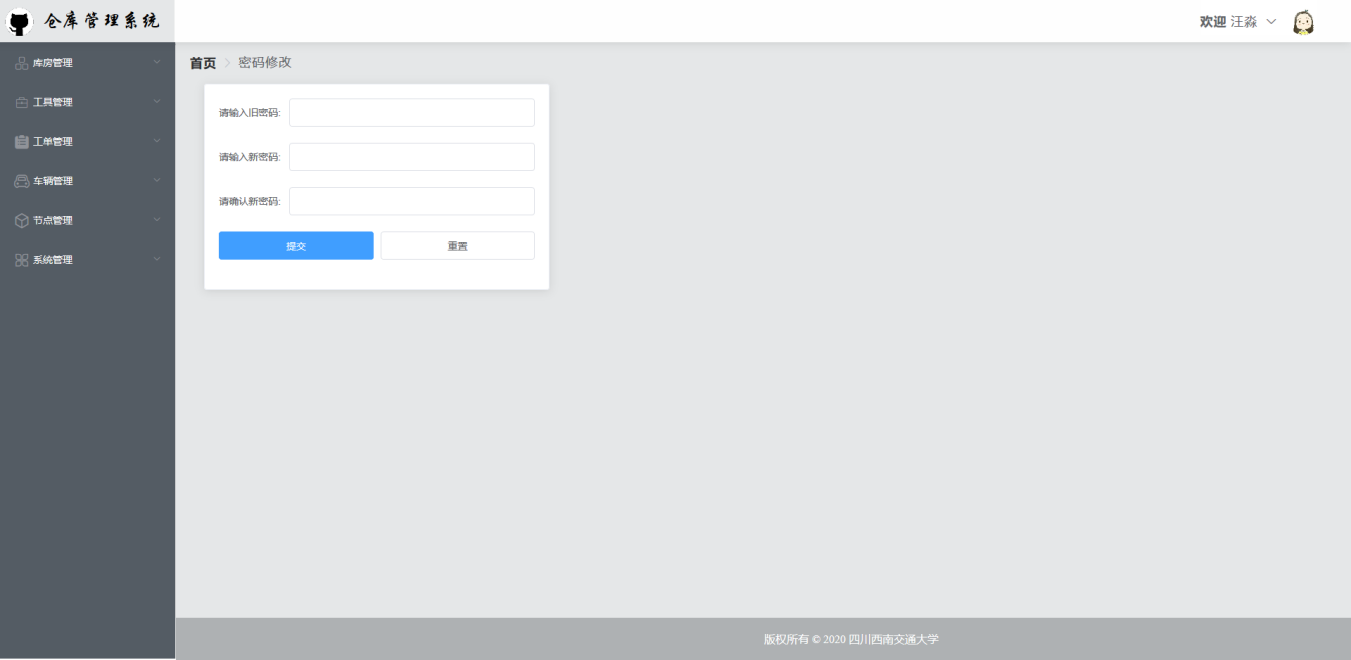 仓库管理系统
欢迎 汪淼
库房管理
工具管理
工单管理
车辆管理
节点管理
系统管理
首页 > 密码修改
请输入旧密码:
请输入新密码:
请确认新密码:
提交 重置
版权所有 © 2020 四川西南交通大学